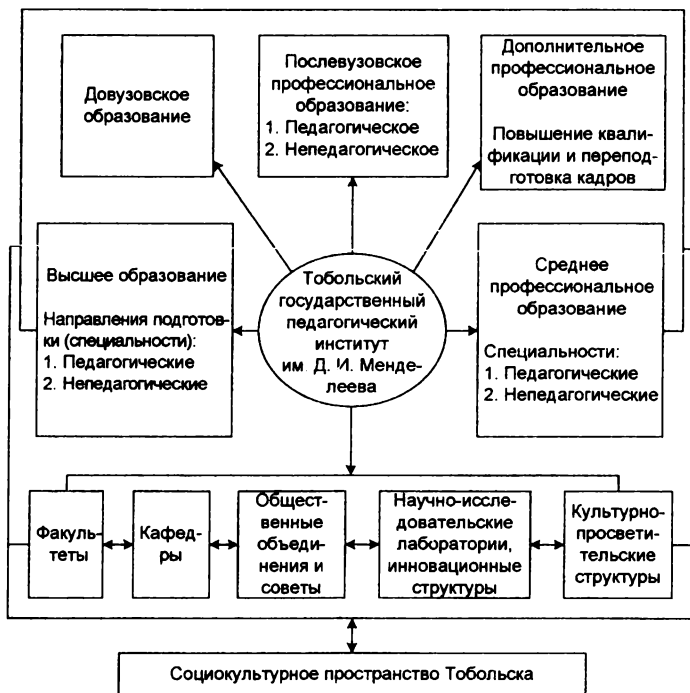 Довузовское
образование
Послевузовское
профессиональное
образование:
1. Педагогическое
2. Непедагогическое
Дополнительное
профессиональное
образование
Повышение квали-
фикации и переподготовка кадров
Высшее образование
Направления подготов-
ки (специальности):
1. Педагогические
2. Непедагогические
Тобольский
государственный
педагогический
институт
им. Д. И. Менде-
леева
Среднее
профессиональное
образование
Специальности:
1. Педагогические
2. Непедагогические
Факуль-
теты
Кафед-
ры
Общест-
венные
объеди-
нения и
советы
Научно-иссле-
довательские
лаборатории,
инновационные
структуры
Культурно-
просвети-
тельские
структуры
Социокультурное пространство Тобольска